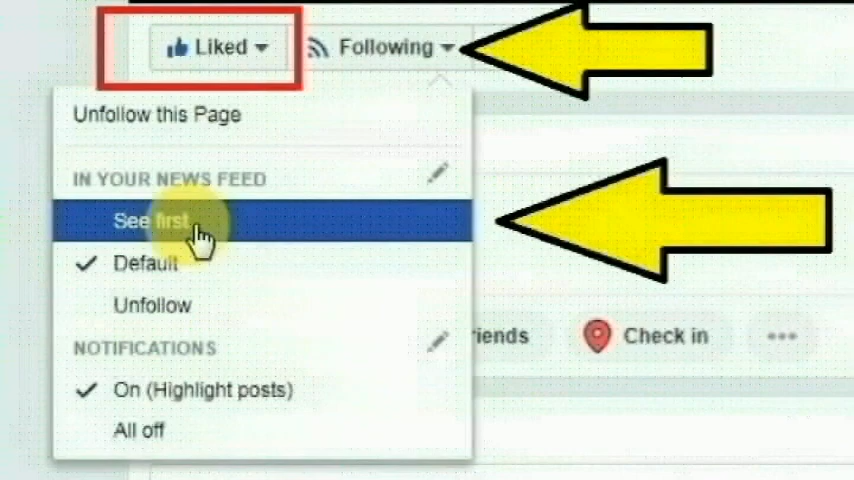 Liked Following
Unfollow this Page
IN YOUR NEWS FEED
See first
Default
Unfollow
riends Check in
NOTIFICATIONS
On (Highlight posts)
All off